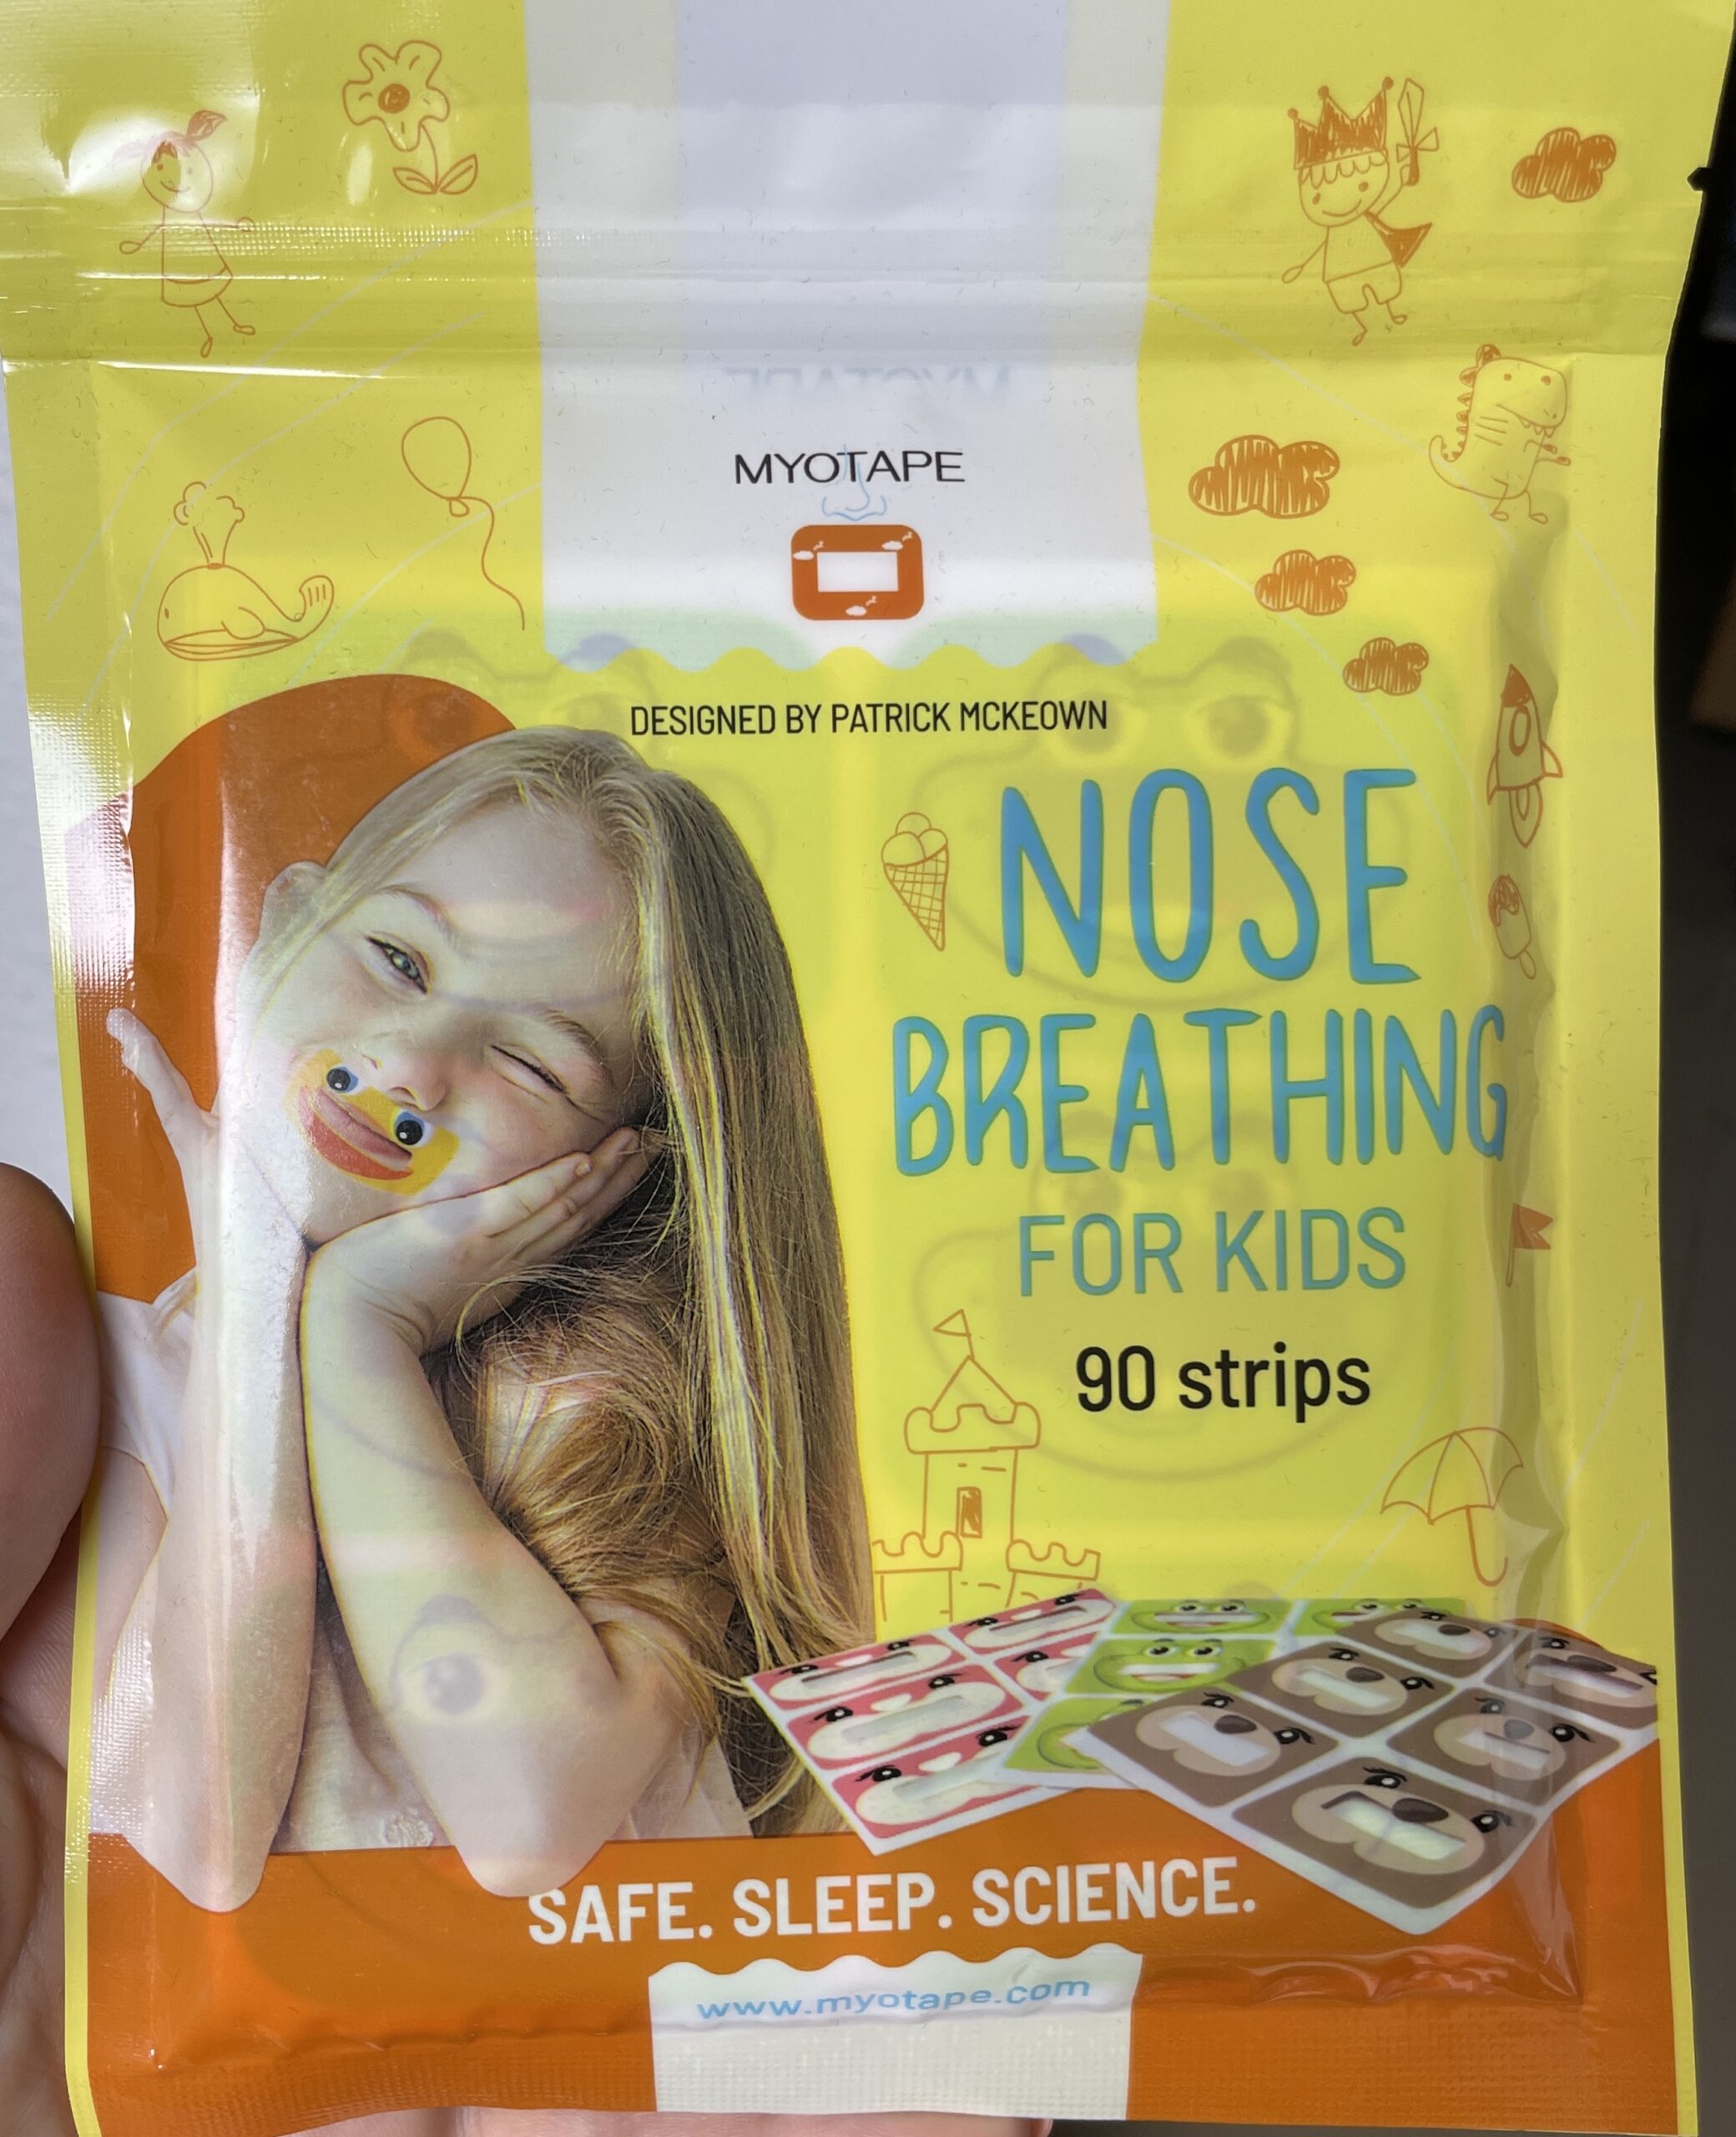 MYOTAPE
DESIGNED BY PATRICK MCKEOWN
NOSE
BREATHING
FOR KIDS
90 strips
SAFE. SLEEP. SCIENCE.
www.myotape.com